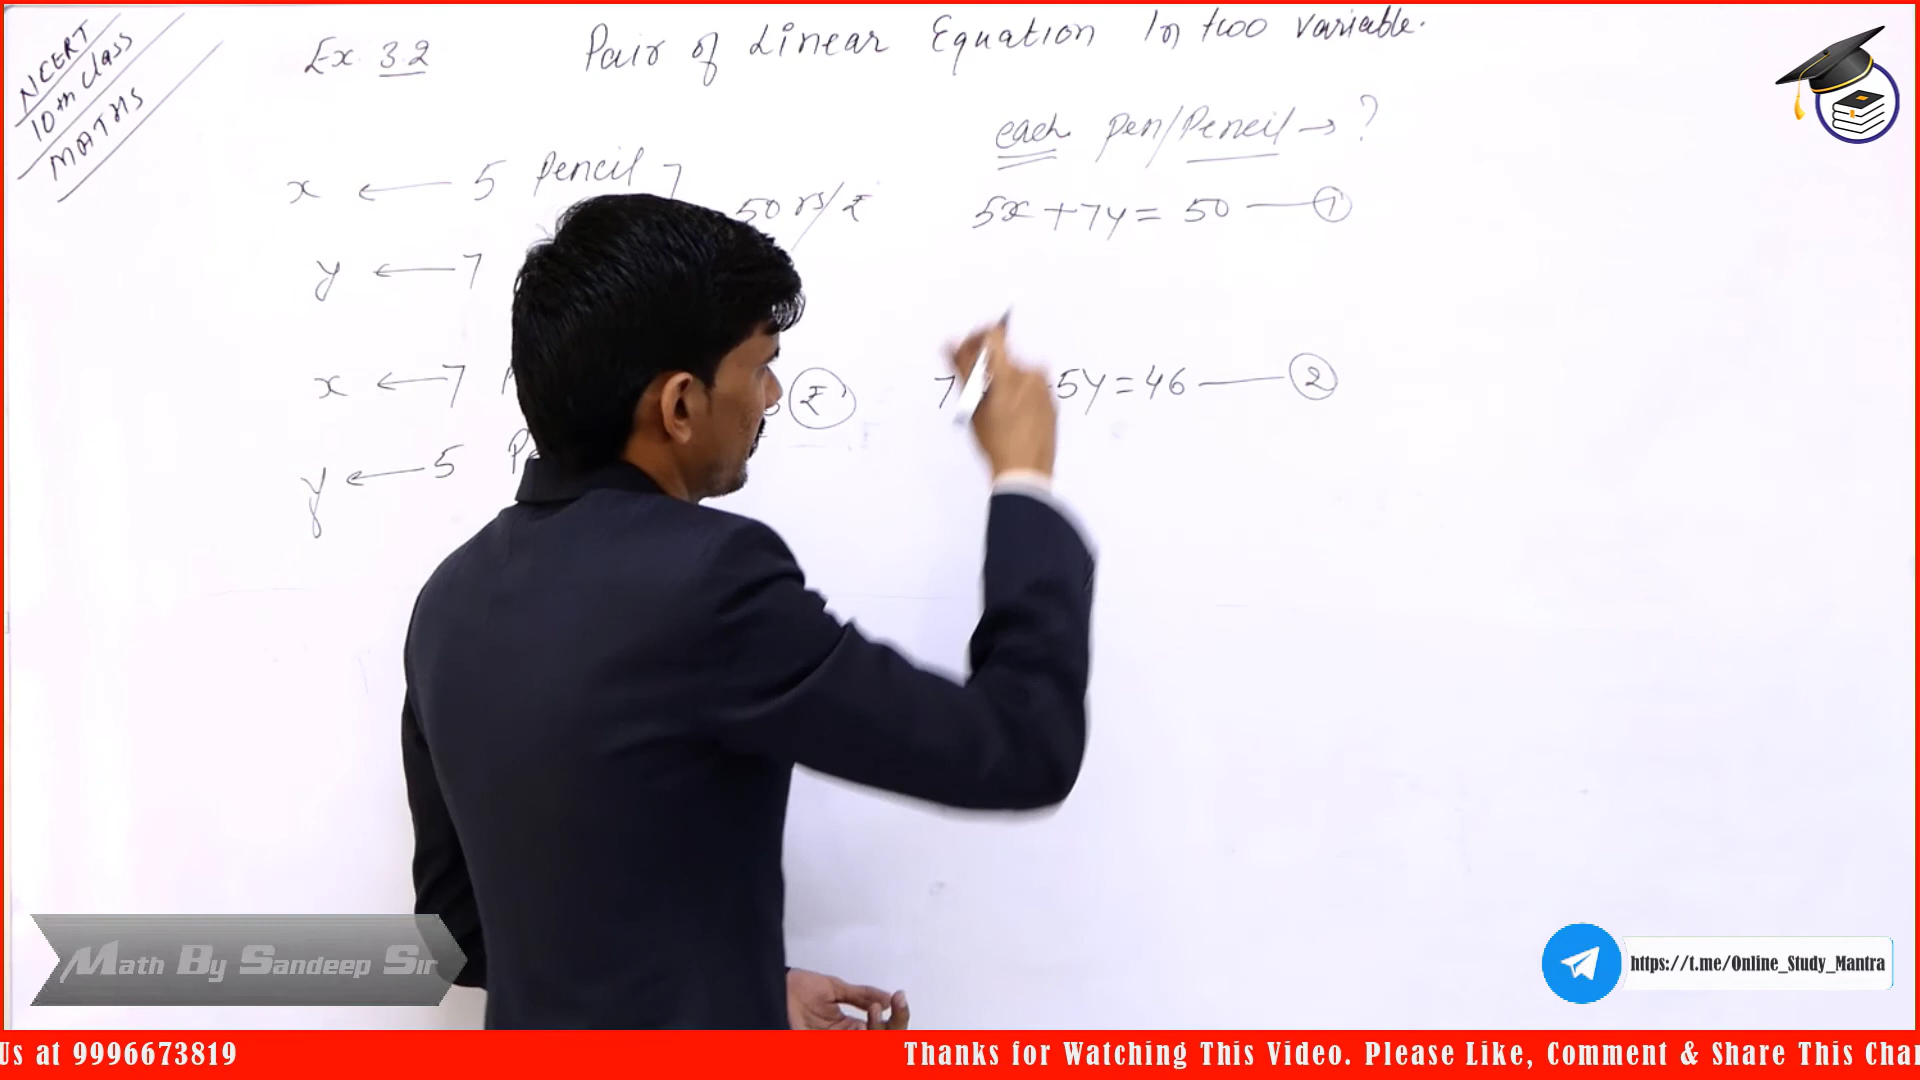 NCERT
10th Class
MATHS
Ex. 3.2
Pair of Linear Equation In two variable.
each pen/Pencil → ?
x ← 5 Pencil
50 rs/₹
5x + 7y = 50 — 1
y ← 7
x ← 7
₹
5y = 46 — 2
y ← 5
Math By Sandeep Sir
https://t.me/Online_Study_Mantra
Us at 9996673819
Thanks for Watching This Video. Please Like, Comment & Share This Chan